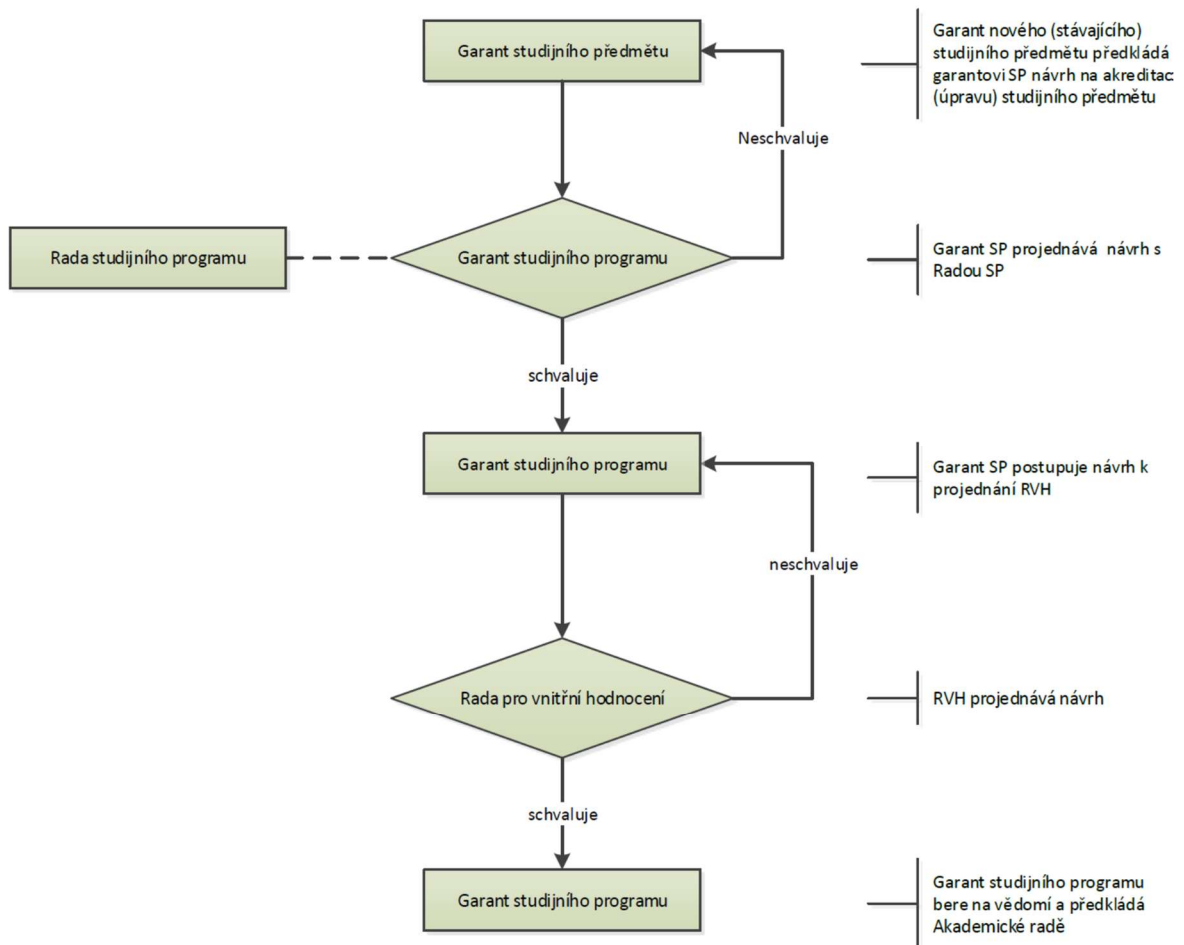 Garant studijního předmětu
Garant nového (stávajícího)
studijního předmětu předkládá
garantovi SP návrh na akreditac
(úpravu) studijního předmětu
Neschvaluje
Rada studijního programu
Garant studijního programu
Garant SP projednává návrh s
Radou SP
schvaluje
Garant studijního programu
Garant SP postupuje návrh k
projednání RVH
neschvaluje
Rada pro vnitřní hodnocení
RVH projednává návrh
schvaluje
Garant studijního programu
Garant studijního programu
bere na vědomí a předkládá
Akademické radě